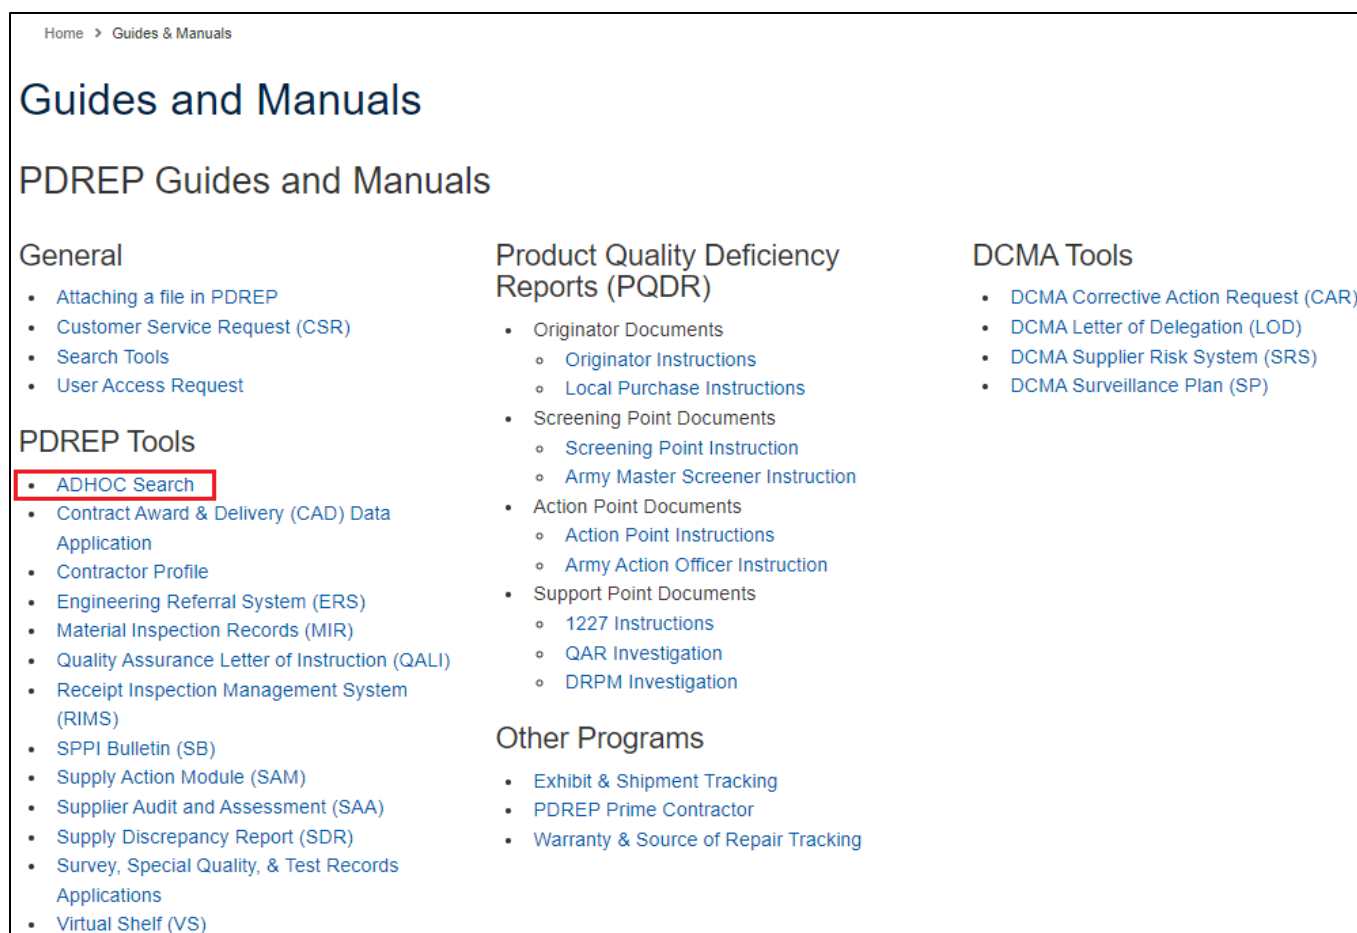 Home > Guides & Manuals
Guides and Manuals
PDREP Guides and Manuals
General
• Attaching a file in PDREP
• Customer Service Request (CSR)
• Search Tools
• User Access Request
PDREP Tools
• ADHOC Search
• Contract Award & Delivery (CAD) Data
Application
• Contractor Profile
• Engineering Referral System (ERS)
• Material Inspection Records (MIR)
• Quality Assurance Letter of Instruction (QALI)
• Receipt Inspection Management System
(RIMS)
• SPPI Bulletin (SB)
• Supply Action Module (SAM)
• Supplier Audit and Assessment (SAA)
• Supply Discrepancy Report (SDR)
• Survey, Special Quality, & Test Records
Applications
• Virtual Shelf (VS)
Product Quality Deficiency
Reports (PQDR)
• Originator Documents
◦ Originator Instructions
◦ Local Purchase Instructions
• Screening Point Documents
◦ Screening Point Instruction
◦ Army Master Screener Instruction
• Action Point Documents
◦ Action Point Instructions
◦ Army Action Officer Instruction
• Support Point Documents
◦ 1227 Instructions
◦ QAR Investigation
◦ DRPM Investigation
Other Programs
• Exhibit & Shipment Tracking
• PDREP Prime Contractor
• Warranty & Source of Repair Tracking
DCMA Tools
• DCMA Corrective Action Request (CAR)
• DCMA Letter of Delegation (LOD)
• DCMA Supplier Risk System (SRS)
• DCMA Surveillance Plan (SP)